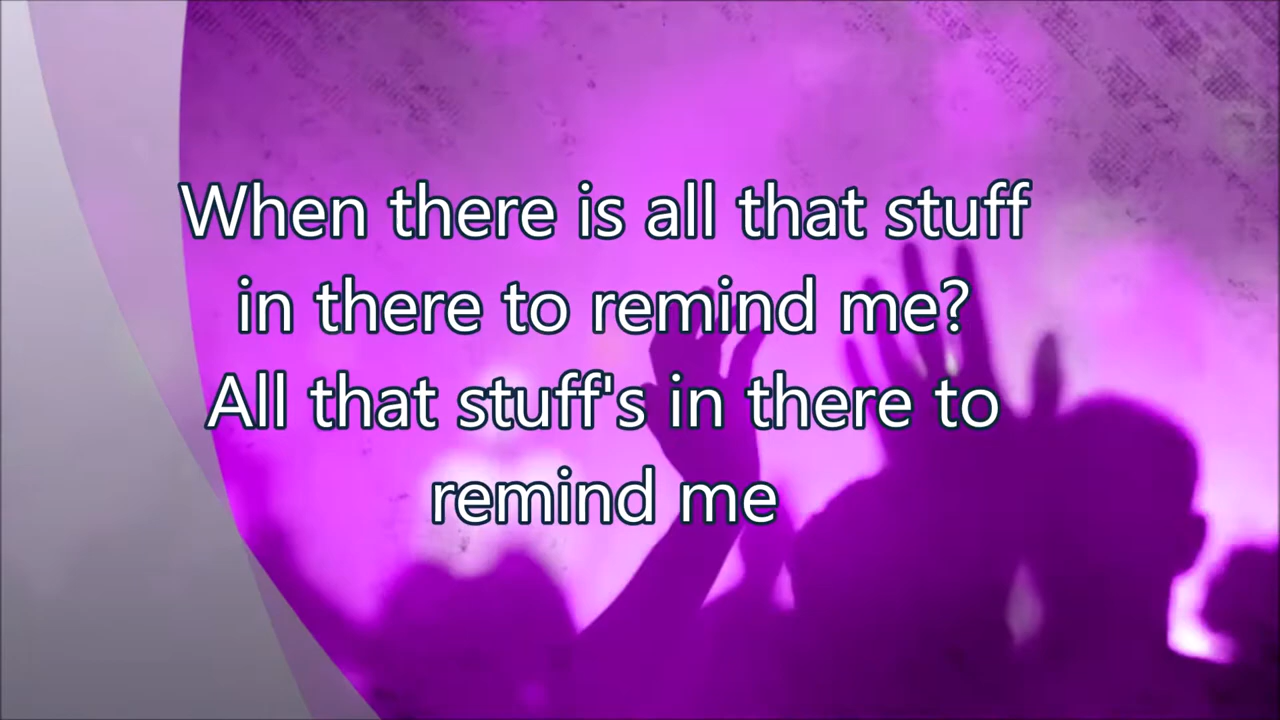 When there is all that stuff
in there to remind me?
All that stuff's in there to
remind me